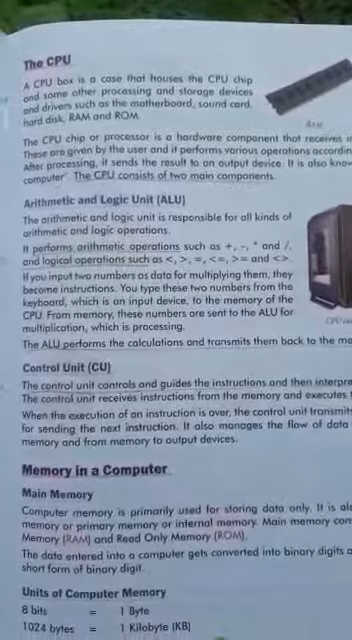 The CPU
A CPU box is a case that houses the CPU chip
and some other processing and storage devices
and drivers such as the motherboard, sound card,
hard disk, RAM and ROM.
The CPU chip or processor is a hardware component that receives
These are given by the user and it performs various operations
After processing, it sends the result to an output device. It is also
computer'. The CPU consists of two main components.
Arithmetic and Logic Unit (ALU)
The arithmetic and logic unit is responsible for all kinds of
arithmetic and logic operations.
It performs arithmetic operations such as +, –, * and /,
and logical operations such as <, >, =, <=, >= and <>.
If you input two numbers as data for multiplying them, they
become instructions. You type these two numbers from the
keyboard, which is an input device, to the memory of the
CPU. From memory, these numbers are sent to the ALU for
multiplication, which is processing.
CPU
The ALU performs the calculations and transmits them back to the
Control Unit (CU)
The control unit controls and guides the instructions and then
The control unit receives instructions from the memory and executes
When the execution of an instruction is over, the control unit
for sending the next instruction. It also manages the flow of data
memory and from memory to output devices.
Memory in a Computer
Main Memory
Computer memory is primarily used for storing data only. It is
memory or primary memory or internal memory. Main memory
Memory (RAM) and Read Only Memory (ROM).
The data entered into a computer gets converted into binary digits
short form of binary digit.
Units of Computer Memory
8 bits = 1 Byte
1024 bytes = 1 Kilobyte (KB)